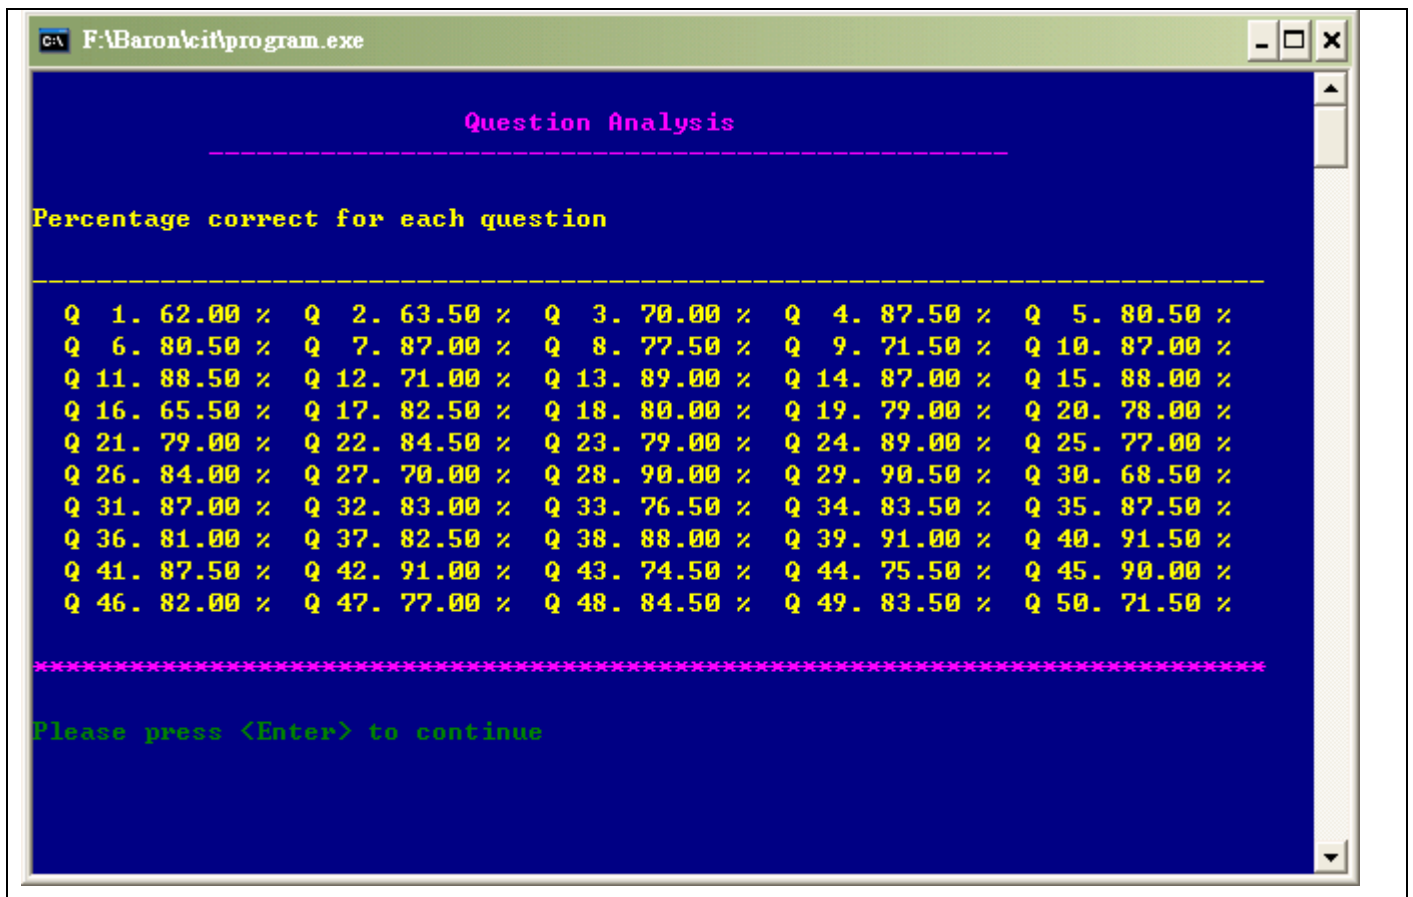 F:\Baron\cit\program.exe
Question Analysis
--------------------------------------------------
Percentage correct for each question
-----------------------------------------------------------------------------
Q  1. 62.00 %  Q  2. 63.50 %  Q  3. 70.00 %  Q  4. 87.50 %  Q  5. 80.50 %
Q  6. 80.50 %  Q  7. 87.00 %  Q  8. 77.50 %  Q  9. 71.50 %  Q 10. 87.00 %
Q 11. 88.50 %  Q 12. 71.00 %  Q 13. 89.00 %  Q 14. 87.00 %  Q 15. 88.00 %
Q 16. 65.50 %  Q 17. 82.50 %  Q 18. 80.00 %  Q 19. 79.00 %  Q 20. 78.00 %
Q 21. 79.00 %  Q 22. 84.50 %  Q 23. 79.00 %  Q 24. 89.00 %  Q 25. 77.00 %
Q 26. 84.00 %  Q 27. 70.00 %  Q 28. 90.00 %  Q 29. 90.50 %  Q 30. 68.50 %
Q 31. 87.00 %  Q 32. 83.00 %  Q 33. 76.50 %  Q 34. 83.50 %  Q 35. 87.50 %
Q 36. 81.00 %  Q 37. 82.50 %  Q 38. 88.00 %  Q 39. 91.00 %  Q 40. 91.50 %
Q 41. 87.50 %  Q 42. 91.00 %  Q 43. 74.50 %  Q 44. 75.50 %  Q 45. 90.00 %
Q 46. 82.00 %  Q 47. 77.00 %  Q 48. 84.50 %  Q 49. 83.50 %  Q 50. 71.50 %
*****************************************************************************
Please press <Enter> to continue